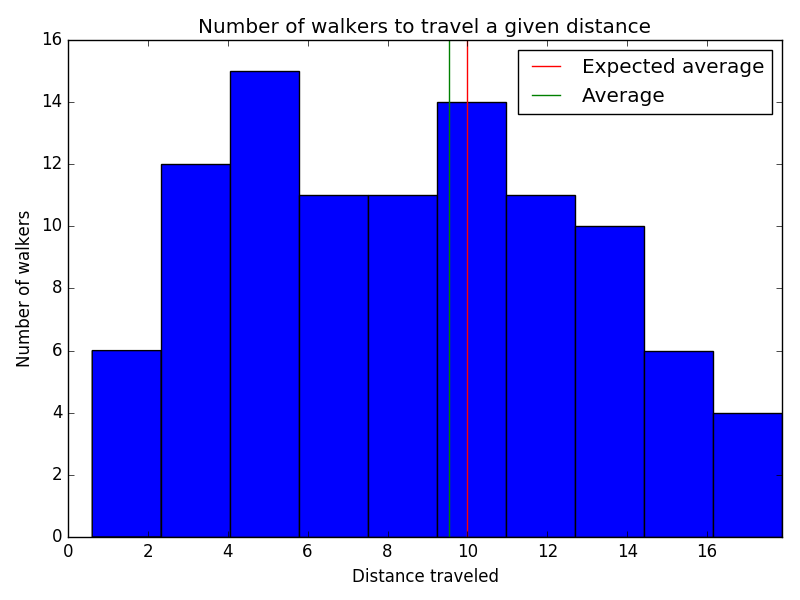 Number of walkers to travel a given distance
Expected average
Average
16
14
12
10
8
6
4
2
0
Number of walkers
0 2 4 6 8 10 12 14 16
Distance traveled